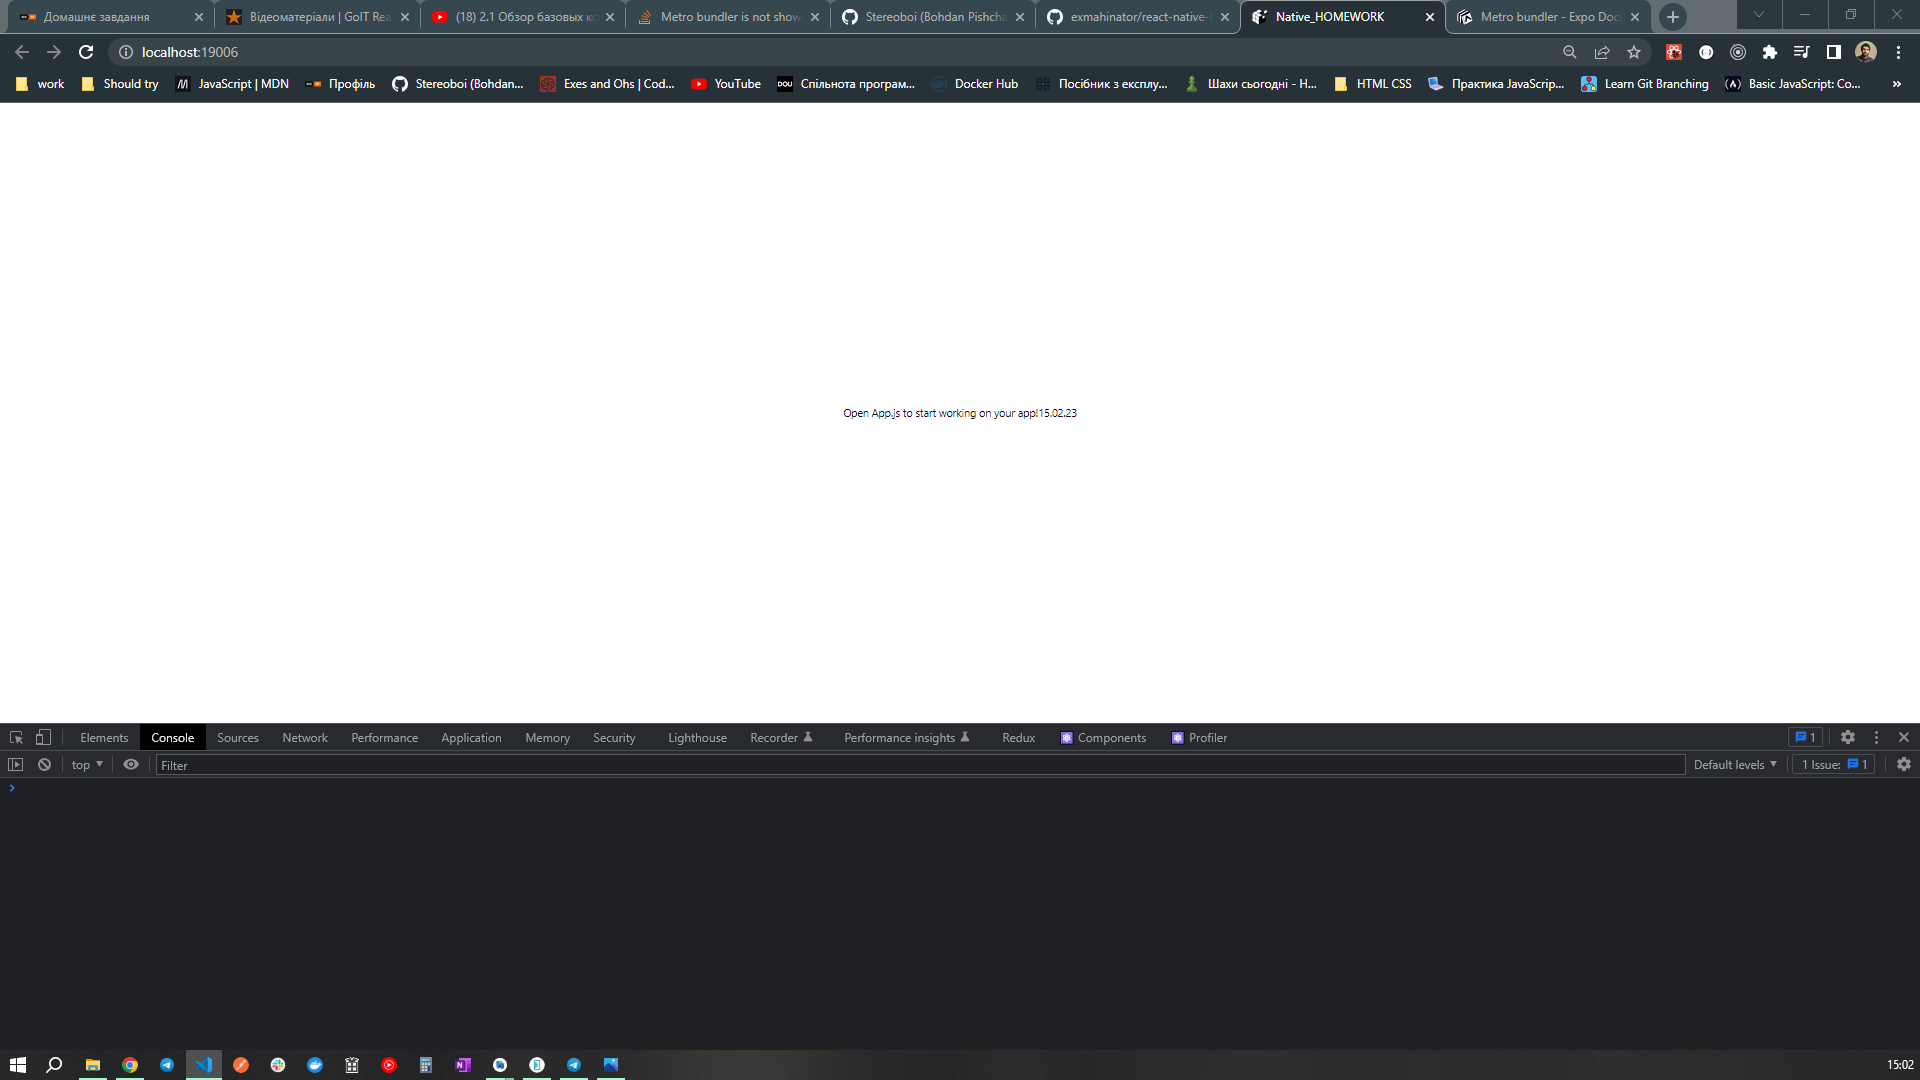 Домашнє завдання
Відеоматеріали | GoIT Rea
(18) 2.1 Обзор базовых ко
Metro bundler is not show
Stereoboi (Bohdan Pishcha
exmahinator/react-native-
Native_HOMEWORK
Metro bundler - Expo Doc
localhost:19006
work
Should try
JavaScript | MDN
Профіль
Stereoboi (Bohdan...
Exes and Ohs | Cod...
YouTube
DOU
Спільнота програм...
Docker Hub
Посібник з експлу...
Шахи сьогодні - Н...
HTML CSS
Практика JavaScrip...
Learn Git Branching
Basic JavaScript: Co...
»
Open App.js to start working on your app!15.02.23
Elements
Console
Sources
Network
Performance
Application
Memory
Security
Lighthouse
Recorder
Performance insights
Redux
Components
Profiler
1
top
Filter
Default levels
1 Issue: 1
15:02